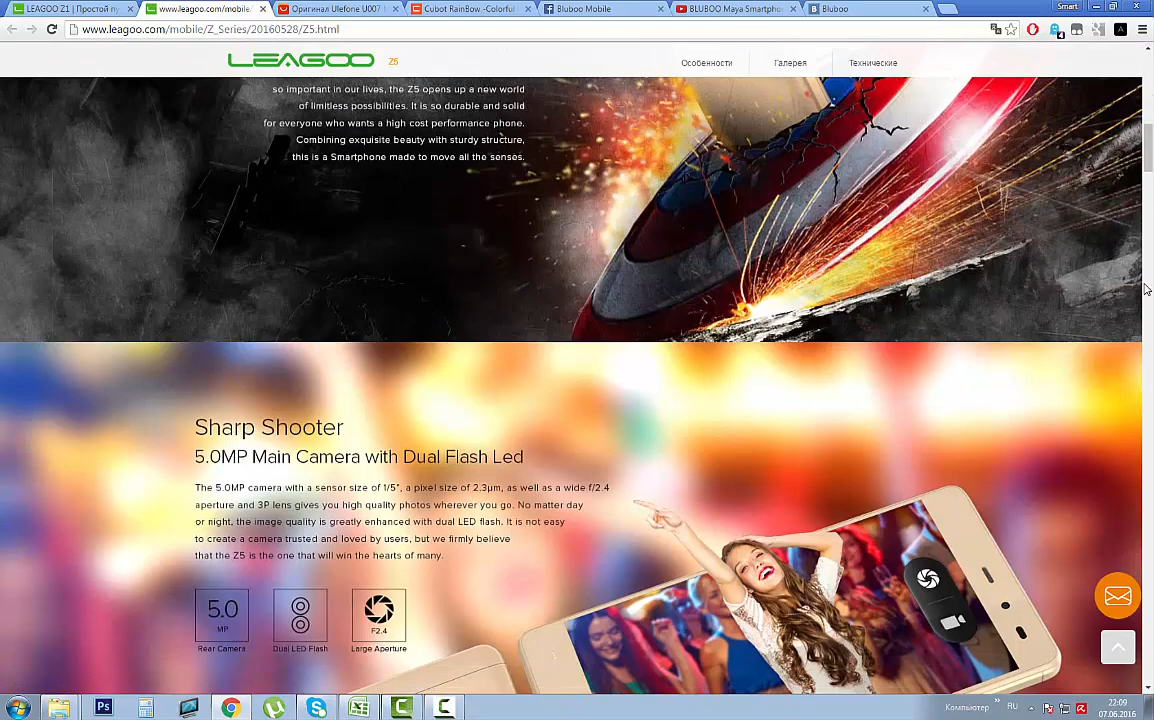 LEAGOO Z1 | Простой пу
www.leagoo.com/mobile/
Оригинал Ulefone U007
Cubot RainBow -Colorful
Bluboo Mobile
BLUBOO Maya Smartpho
Bluboo
Smart
www.leagoo.com/mobile/Z_Series/20160528/Z5.html
LEAGOO Z5
Особенности
Галерея
Технические
so important in our lives, the Z5 opens up a new world
of limitless possibilities. It is so durable and solid
for everyone who wants a high cost performance phone.
Combining exquisite beauty with sturdy structure,
this is a Smartphone made to move all the senses.
Sharp Shooter
5.0MP Main Camera with Dual Flash Led
The 5.0MP camera with a sensor size of 1/5", a pixel size of 2.3μm, as well as a wide f/2.4
aperture and 3P lens gives you high quality photos wherever you go. No matter day
or night, the image quality is greatly enhanced with dual LED flash. It is not easy
to create a camera trusted and loved by users, but we firmly believe
that the Z5 is the one that will win the hearts of many.
5.0
MP
F2.4
Rear Camera
Dual LED Flash
Large Aperture
Компьютер
RU
22:09
07.06.2016